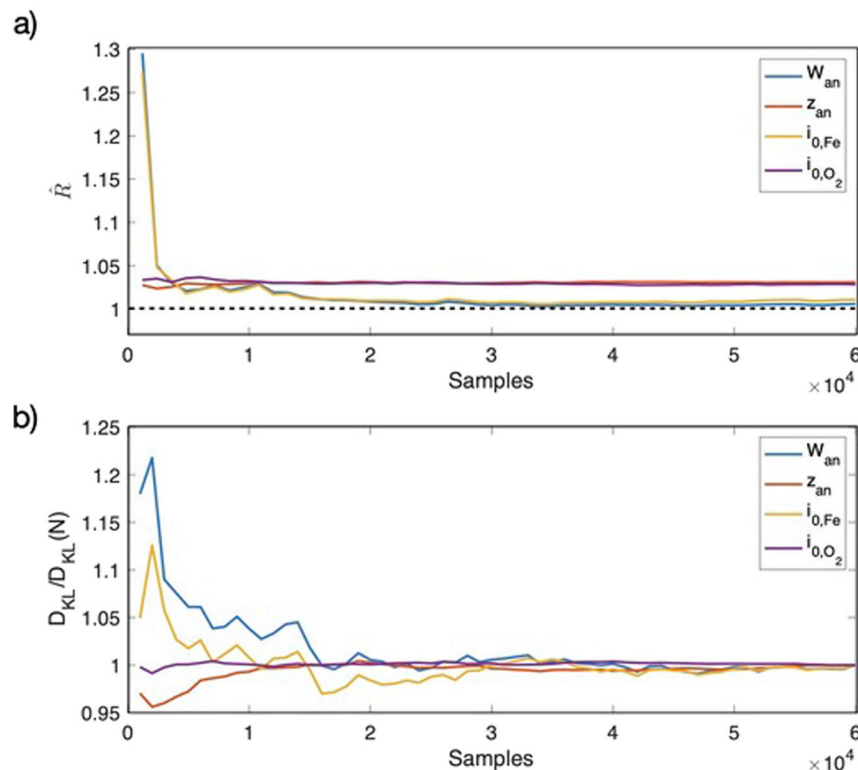 a)
1.3
1.25
1.2
1.15
1.1
1.05
1
R̂
W_an
z_an
i_0,Fe
i_0,O_2
0 1 2 3 4 5 6
Samples
×10^4
b)
1.25
1.2
1.15
1.1
1.05
1
0.95
D_KL/D_KL(N)
W_an
z_an
i_0,Fe
i_0,O_2
0 1 2 3 4 5 6
Samples
×10^4